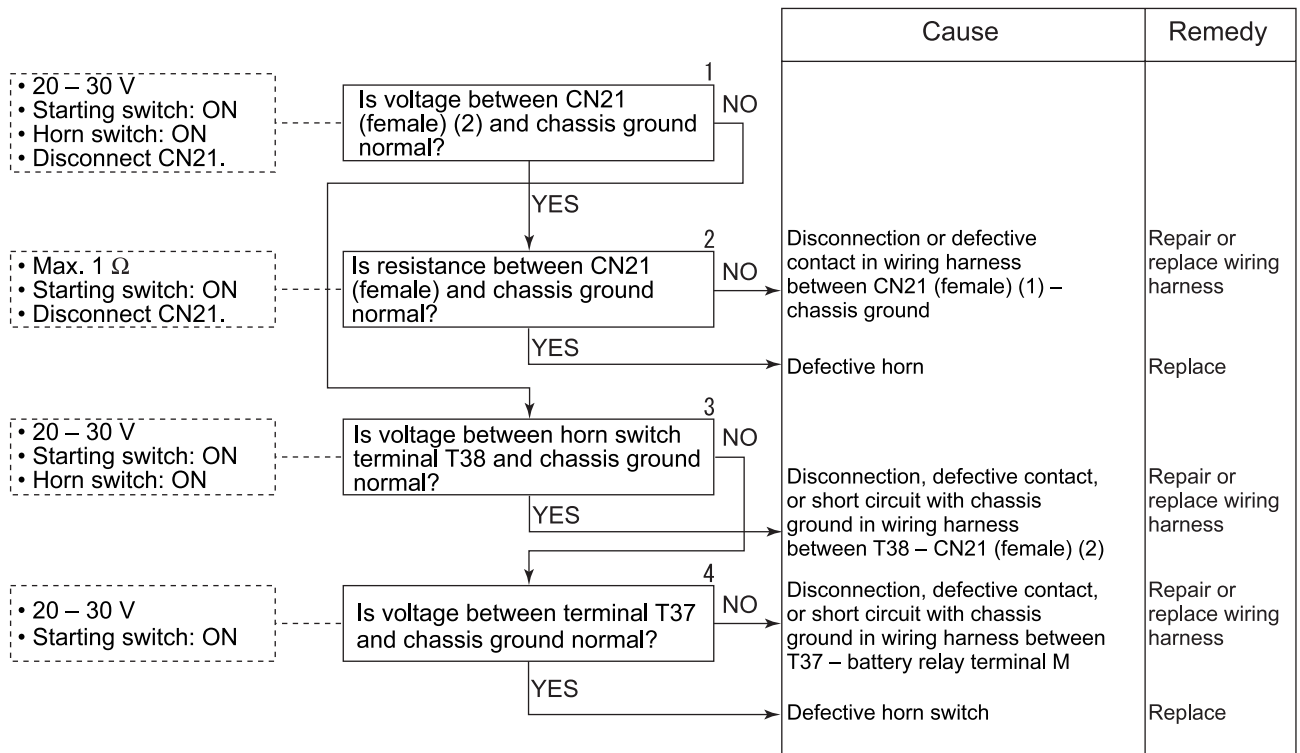 Cause
Remedy
• 20 – 30 V
• Starting switch: ON
• Horn switch: ON
• Disconnect CN21.
1
Is voltage between CN21
(female) (2) and chassis ground
normal?
NO
YES
• Max. 1 Ω
• Starting switch: ON
• Disconnect CN21.
2
Is resistance between CN21
(female) and chassis ground
normal?
NO
Disconnection or defective
contact in wiring harness
between CN21 (female) (1) –
chassis ground
Repair or
replace wiring
harness
YES
Defective horn
Replace
• 20 – 30 V
• Starting switch: ON
• Horn switch: ON
3
Is voltage between horn switch
terminal T38 and chassis ground
normal?
NO
YES
Disconnection, defective contact,
or short circuit with chassis
ground in wiring harness
between T38 – CN21 (female) (2)
Repair or
replace wiring
harness
• 20 – 30 V
• Starting switch: ON
4
Is voltage between terminal T37
and chassis ground normal?
NO
Disconnection, defective contact,
or short circuit with chassis
ground in wiring harness between
T37 – battery relay terminal M
Repair or
replace wiring
harness
YES
Defective horn switch
Replace